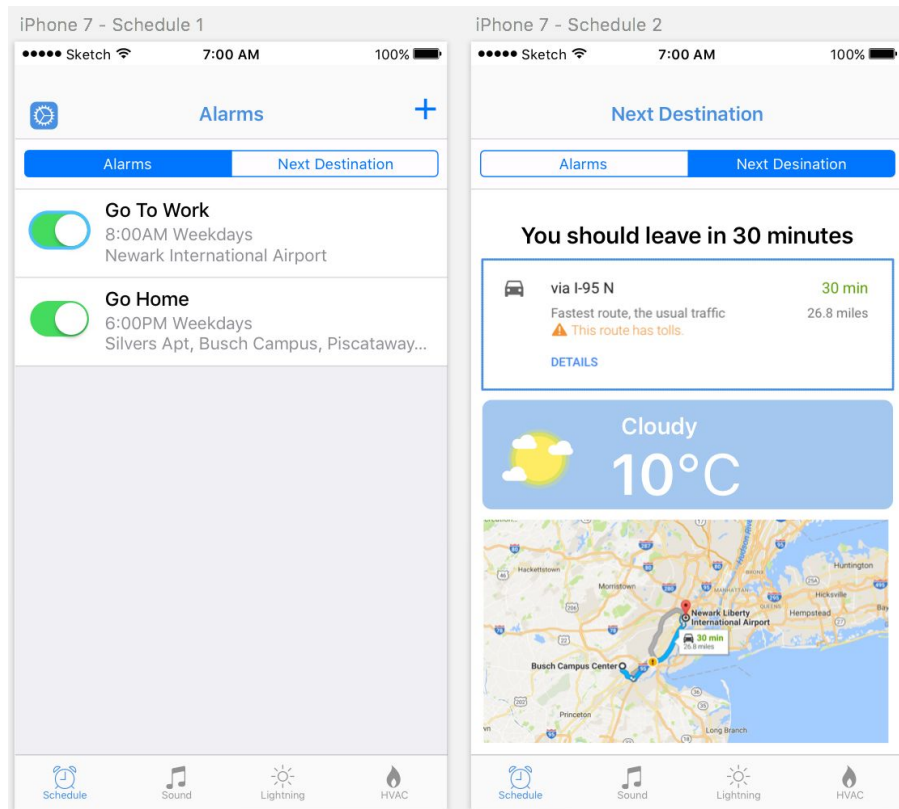 iPhone 7 - Schedule 1
Sketch 7:00 AM 100%
Alarms
Alarms Next Destination
Go To Work
8:00AM Weekdays
Newark International Airport
Go Home
6:00PM Weekdays
Silvers Apt, Busch Campus, Piscataway...
Schedule Sound Lightning HVAC
iPhone 7 - Schedule 2
Sketch 7:00 AM 100%
Next Destination
Alarms Next Desination
You should leave in 30 minutes
via I-95 N 30 min
Fastest route, the usual traffic 26.8 miles
This route has tolls.
DETAILS
Cloudy
10°C
Hackettstown
Morristown
Huntington
Hicksville
Hempstead
BRONX
MANHATTAN
QUEENS
Hudson River
Newark Liberty
International Airport
30 min
26.8 miles
Busch Campus Center
Princeton
Long Branch
Schedule Sound Lightning HVAC